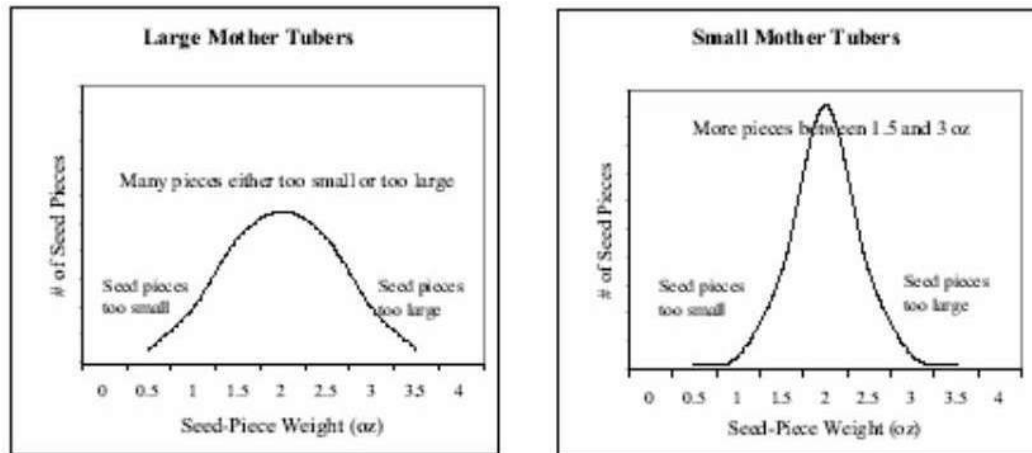 Large Mother Tubers
# of Seed Pieces
Many pieces either too small or too large
Seed pieces
too small
Seed pieces
too large
0 0.5 1 1.5 2 2.5 3 3.5 4
Seed-Piece Weight (oz)
Small Mother Tubers
# of Seed Pieces
More pieces between 1.5 and 3 oz
Seed pieces
too small
Seed pieces
too large
0 0.5 1 1.5 2 2.5 3 3.5 4
Seed-Piece Weight (oz)